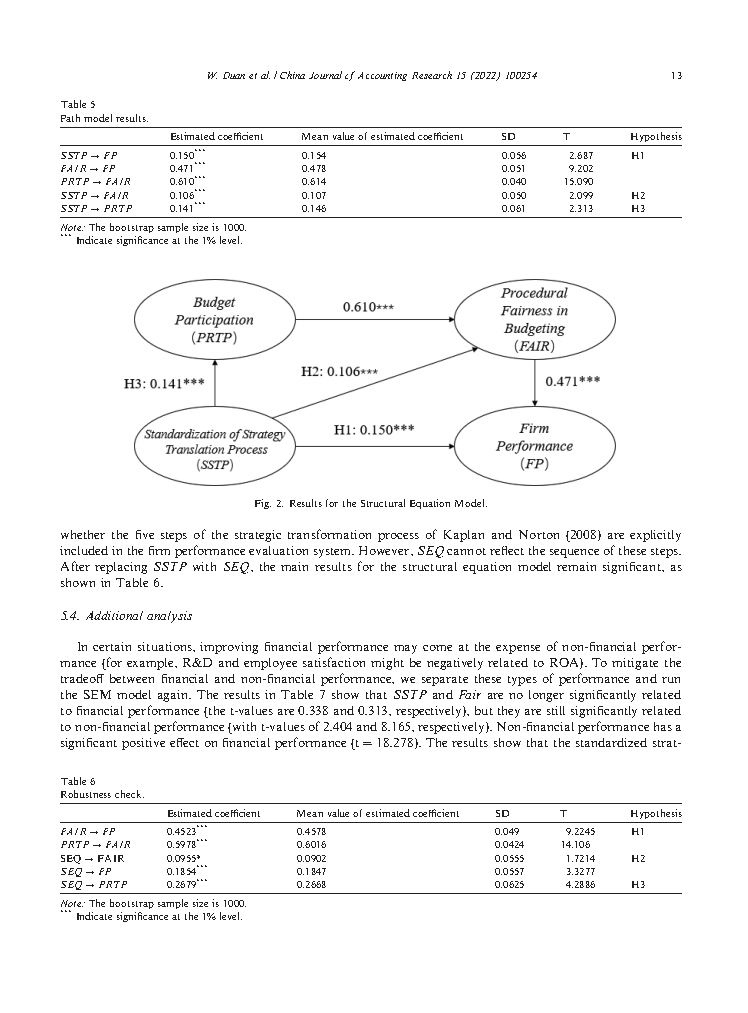 W. Duan et al. / China Journal of Accounting Research 15 (2022) 100254 13
Table 5
Path model results.
Estimated coefficient Mean value of estimated coefficient SD T Hypothesis
SSTP → FP 0.150*** 0.154 0.056 2.687 H1
FAIR → FP 0.471*** 0.478 0.051 9.202
PRTP → FAIR 0.610*** 0.614 0.040 15.090
SSTP → FAIR 0.106*** 0.107 0.050 2.099 H2
SSTP → PRTP 0.141*** 0.146 0.061 2.313 H3
Note: The bootstrap sample size is 1000.
*** Indicate significance at the 1% level.
Budget
Participation
(PRTP)
0.610***
Procedural
Fairness in
Budgeting
(FAIR)
H3: 0.141***
H2: 0.106***
0.471***
Standardization of Strategy
Translation Process
(SSTP)
H1: 0.150***
Firm
Performance
(FP)
Fig. 2. Results for the Structural Equation Model.
whether the five steps of the strategic transformation process of Kaplan and Norton (2008) are explicitly
included in the firm performance evaluation system. However, SEQ cannot reflect the sequence of these steps.
After replacing SSTP with SEQ, the main results for the structural equation model remain significant, as
shown in Table 6.
5.4. Additional analysis
In certain situations, improving financial performance may come at the expense of non-financial perfor-
mance (for example, R&D and employee satisfaction might be negatively related to ROA). To mitigate the
tradeoff between financial and non-financial performance, we separate these types of performance and run
the SEM model again. The results in Table 7 show that SSTP and Fair are no longer significantly related
to financial performance (the t-values are 0.338 and 0.313, respectively), but they are still significantly related
to non-financial performance (with t-values of 2.404 and 8.165, respectively). Non-financial performance has a
significant positive effect on financial performance (t = 18.278). The results show that the standardized strat-
Table 6
Robustness check.
Estimated coefficient Mean value of estimated coefficient SD T Hypothesis
FAIR → FP 0.4523*** 0.4578 0.049 9.2245 H1
PRTP → FAIR 0.5978*** 0.6016 0.0424 14.106
SEQ → FAIR 0.0955* 0.0902 0.0555 1.7214 H2
SEQ → FP 0.1854*** 0.1847 0.0557 3.3277
SEQ → PRTP 0.2679*** 0.2668 0.0625 4.2886 H3
Note: The bootstrap sample size is 1000.
*** Indicate significance at the 1% level.